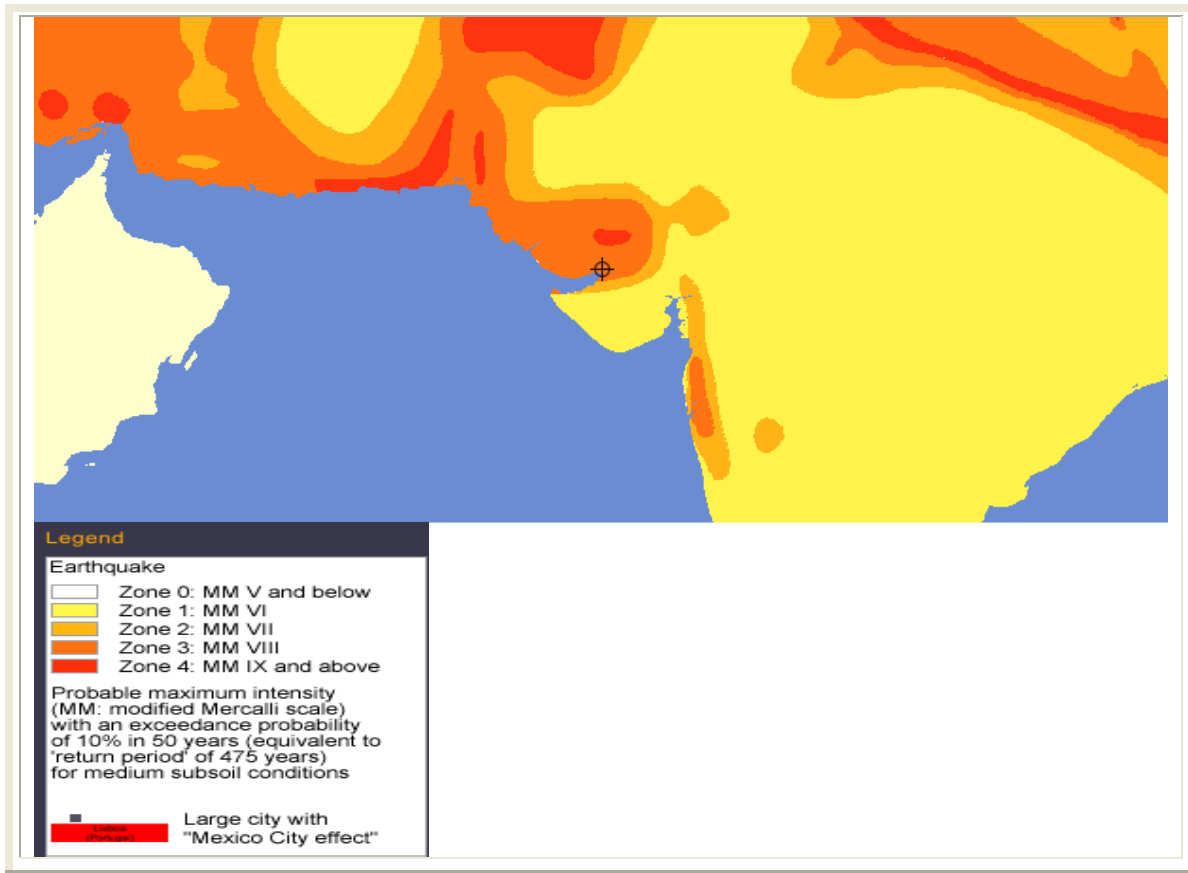 Legend
Earthquake
Zone 0: MM V and below
Zone 1: MM VI
Zone 2: MM VII
Zone 3: MM VIII
Zone 4: MM IX and above
Probable maximum intensity
(MM: modified Mercalli scale)
with an exceedance probability
of 10% in 50 years (equivalent to
'return period' of 475 years)
for medium subsoil conditions
Large city with
"Mexico City effect"
Lisboa
(Portugal)